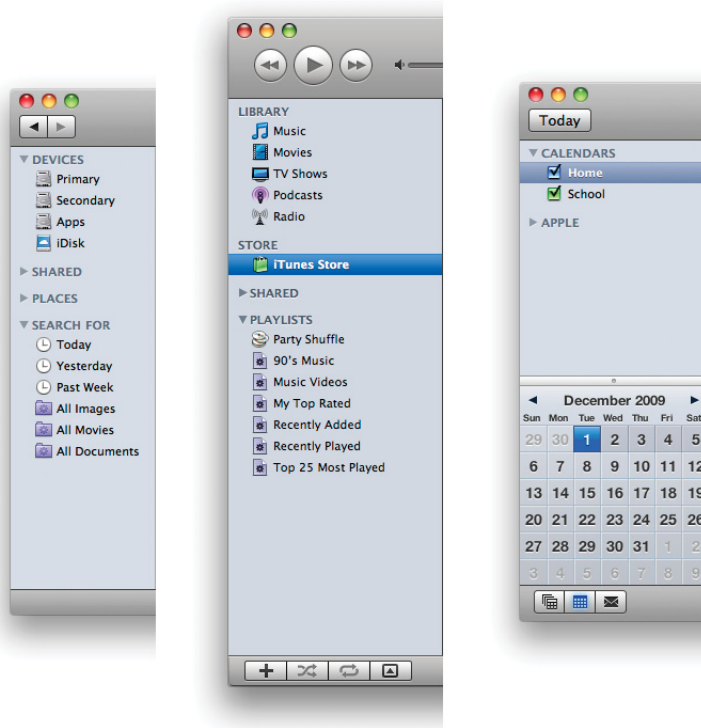 DEVICES
Primary
Secondary
Apps
iDisk
SHARED
PLACES
SEARCH FOR
Today
Yesterday
Past Week
All Images
All Movies
All Documents
LIBRARY
Music
Movies
TV Shows
Podcasts
Radio
STORE
iTunes Store
SHARED
PLAYLISTS
Party Shuffle
90's Music
Music Videos
My Top Rated
Recently Added
Recently Played
Top 25 Most Played
Today
CALENDARS
Home
School
APPLE
December 2009
Sun Mon Tue Wed Thu Fri Sat
29 30 1 2 3 4 5
6 7 8 9 10 11 12
13 14 15 16 17 18 19
20 21 22 23 24 25 26
27 28 29 30 31 1 2
3 4 5 6 7 8 9